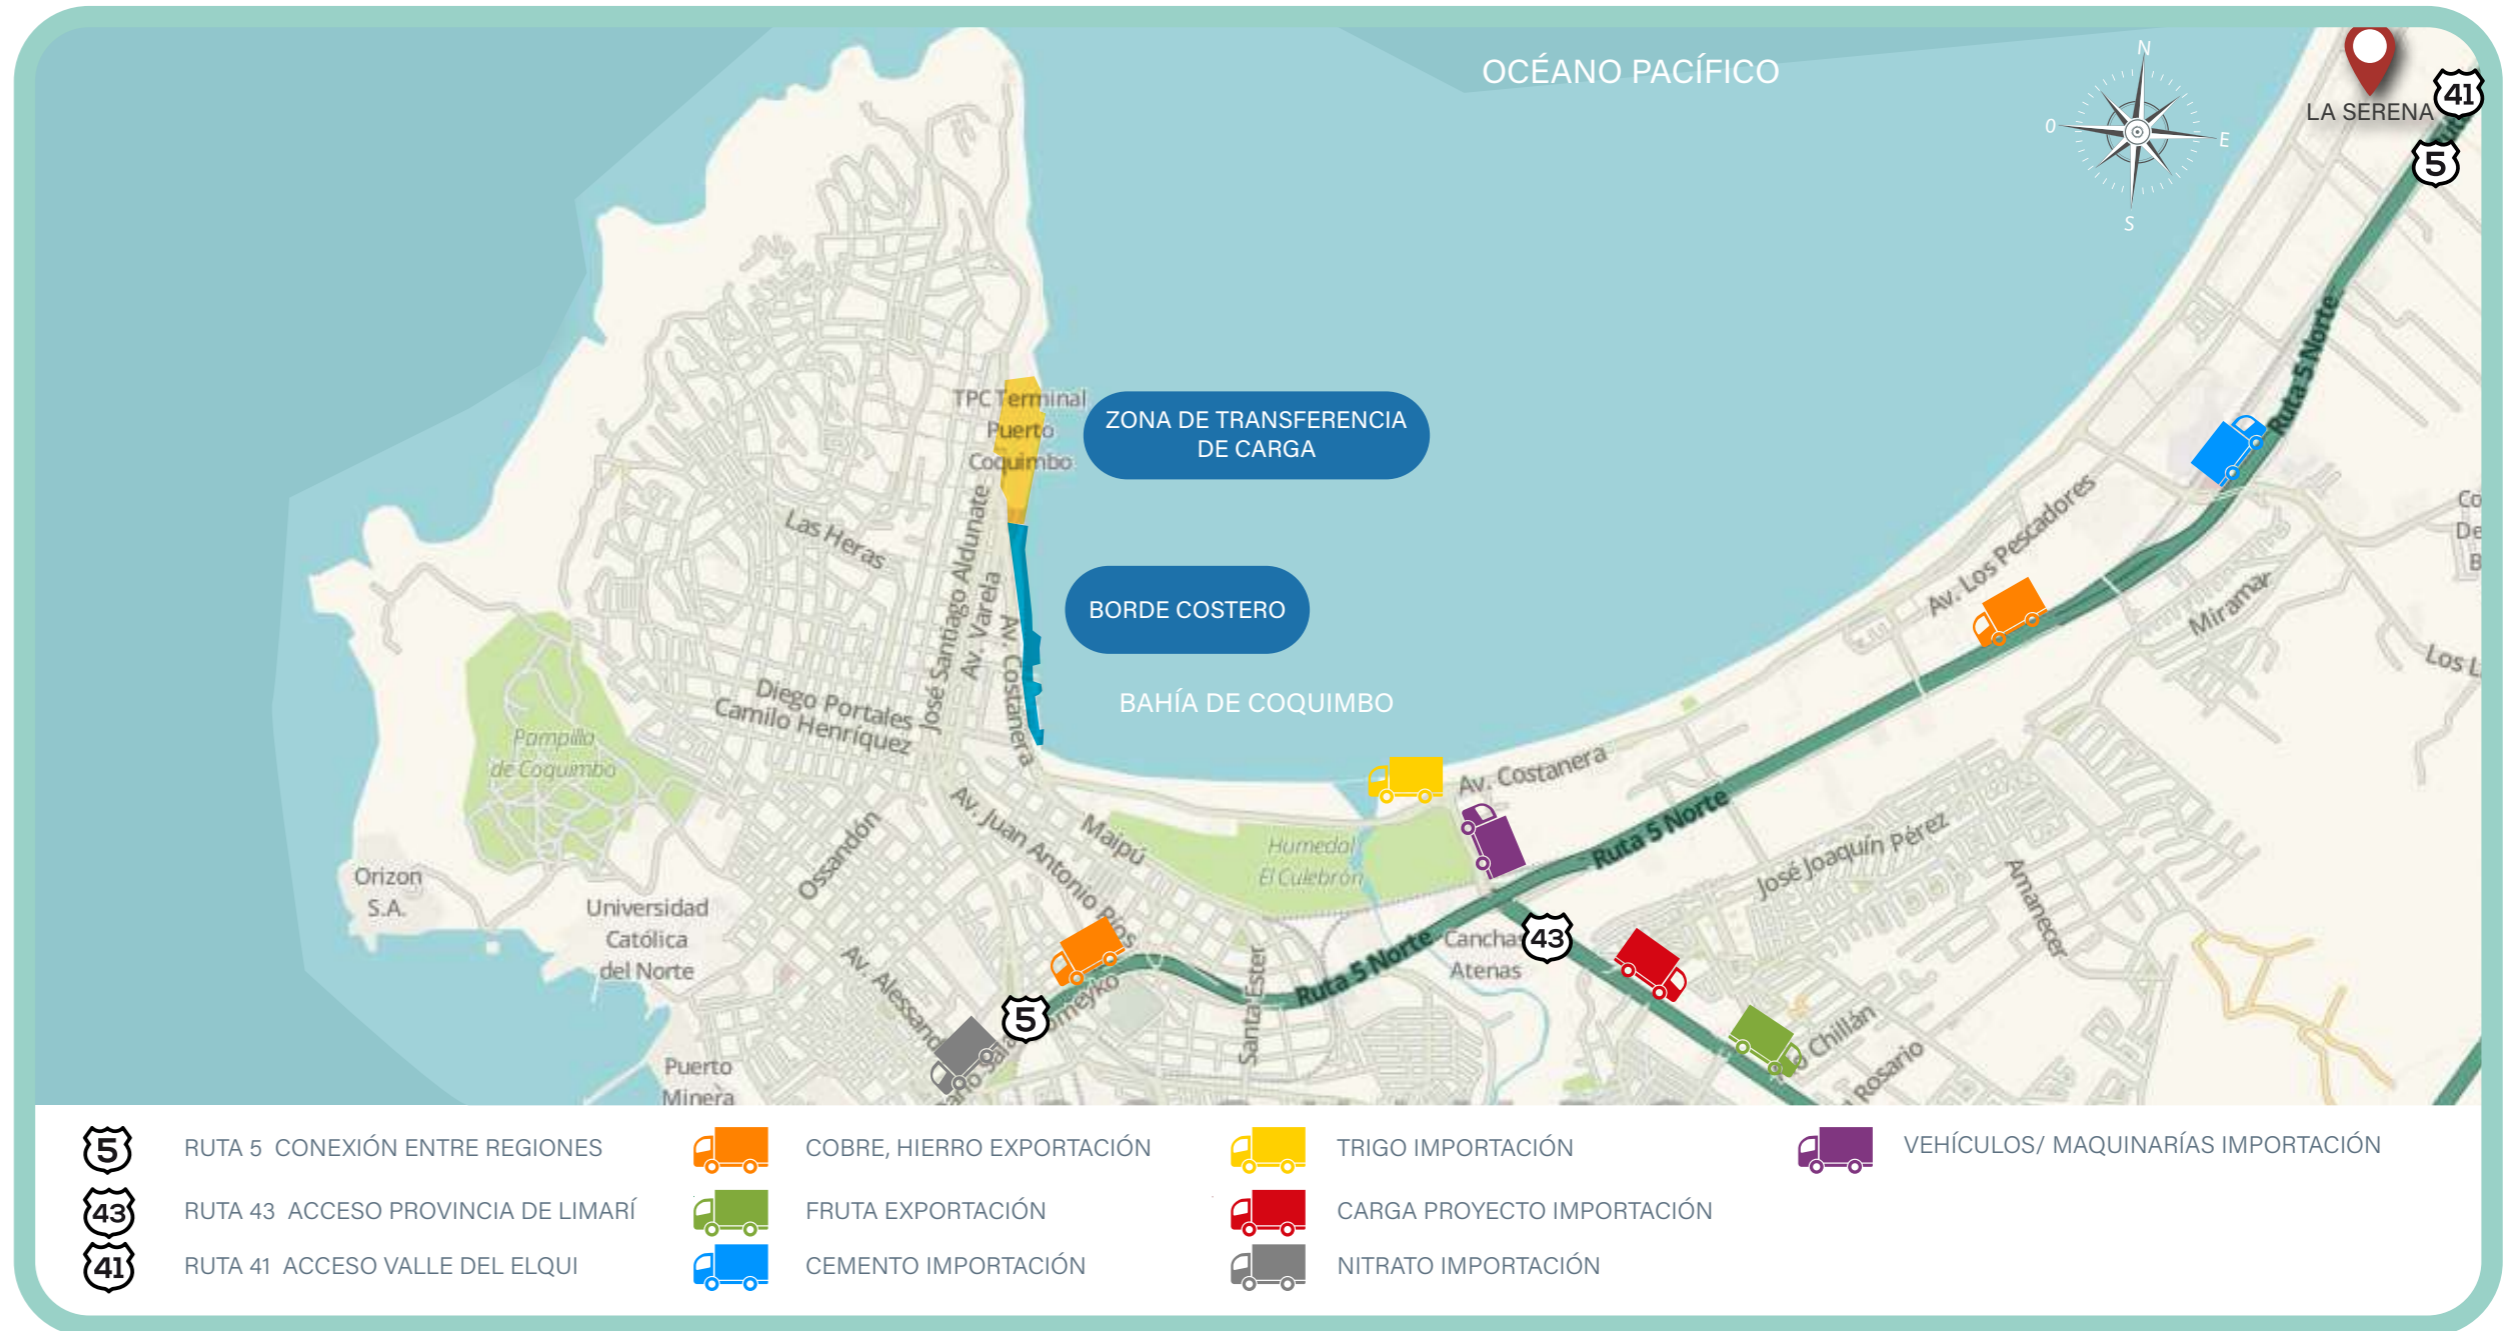 OCÉANO PACÍFICO
N
O
E
S
LA SERENA
41
5
TPC Terminal
Puerto
Coquimbo
ZONA DE TRANSFERENCIA
DE CARGA
Ruta 5 Norte
Las Heras
José Santiago Aldunate
Av. Varela
Av. Costanera
BORDE COSTERO
BAHÍA DE COQUIMBO
Av. Los Pescadores
Miramar
Diego Portales
Camilo Henríquez
Pampilla
de Coquimbo
Av. Costanera
Av. Juan Antonio Ríos
Maipú
Humedal
El Culebrón
Ruta 5 Norte
José Joaquín Pérez
Amanecer
Ossandón
Orizon
S.A.
Universidad
Católica
del Norte
Av. Alessand
Santa Ester
Ruta 5 Norte
Canchas
Atenas
43
5
Chillán
Rosario
Puerto
Minera
5 RUTA 5 CONEXIÓN ENTRE REGIONES
43 RUTA 43 ACCESO PROVINCIA DE LIMARÍ
41 RUTA 41 ACCESO VALLE DEL ELQUI
COBRE, HIERRO EXPORTACIÓN
FRUTA EXPORTACIÓN
CEMENTO IMPORTACIÓN
TRIGO IMPORTACIÓN
CARGA PROYECTO IMPORTACIÓN
NITRATO IMPORTACIÓN
VEHÍCULOS/ MAQUINARÍAS IMPORTACIÓN